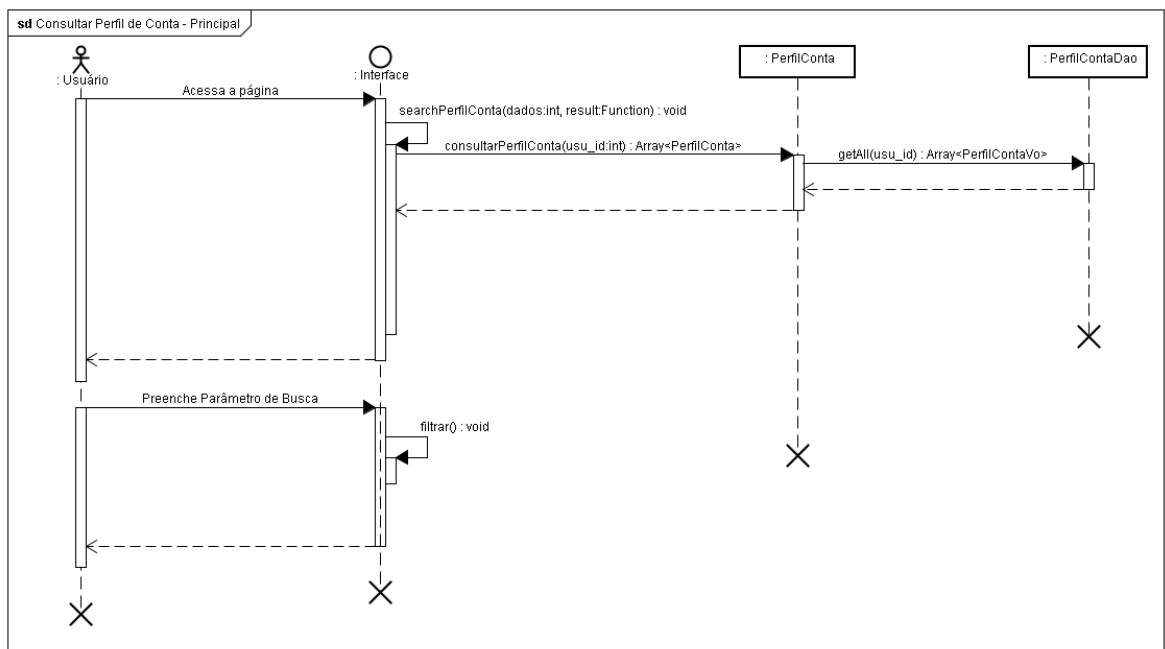 sd Consultar Perfil de Conta - Principal
: Usuário
: Interface
: PerfilConta
: PerfilContaDao
Acessa a página
searchPerfilConta(dados:int, result:Function) : void
consultarPerfilConta(usu_id:int) : Array<PerfilConta>
getAll(usu_id) : Array<PerfilContaVo>
Preenche Parâmetro de Busca
filtrar() : void